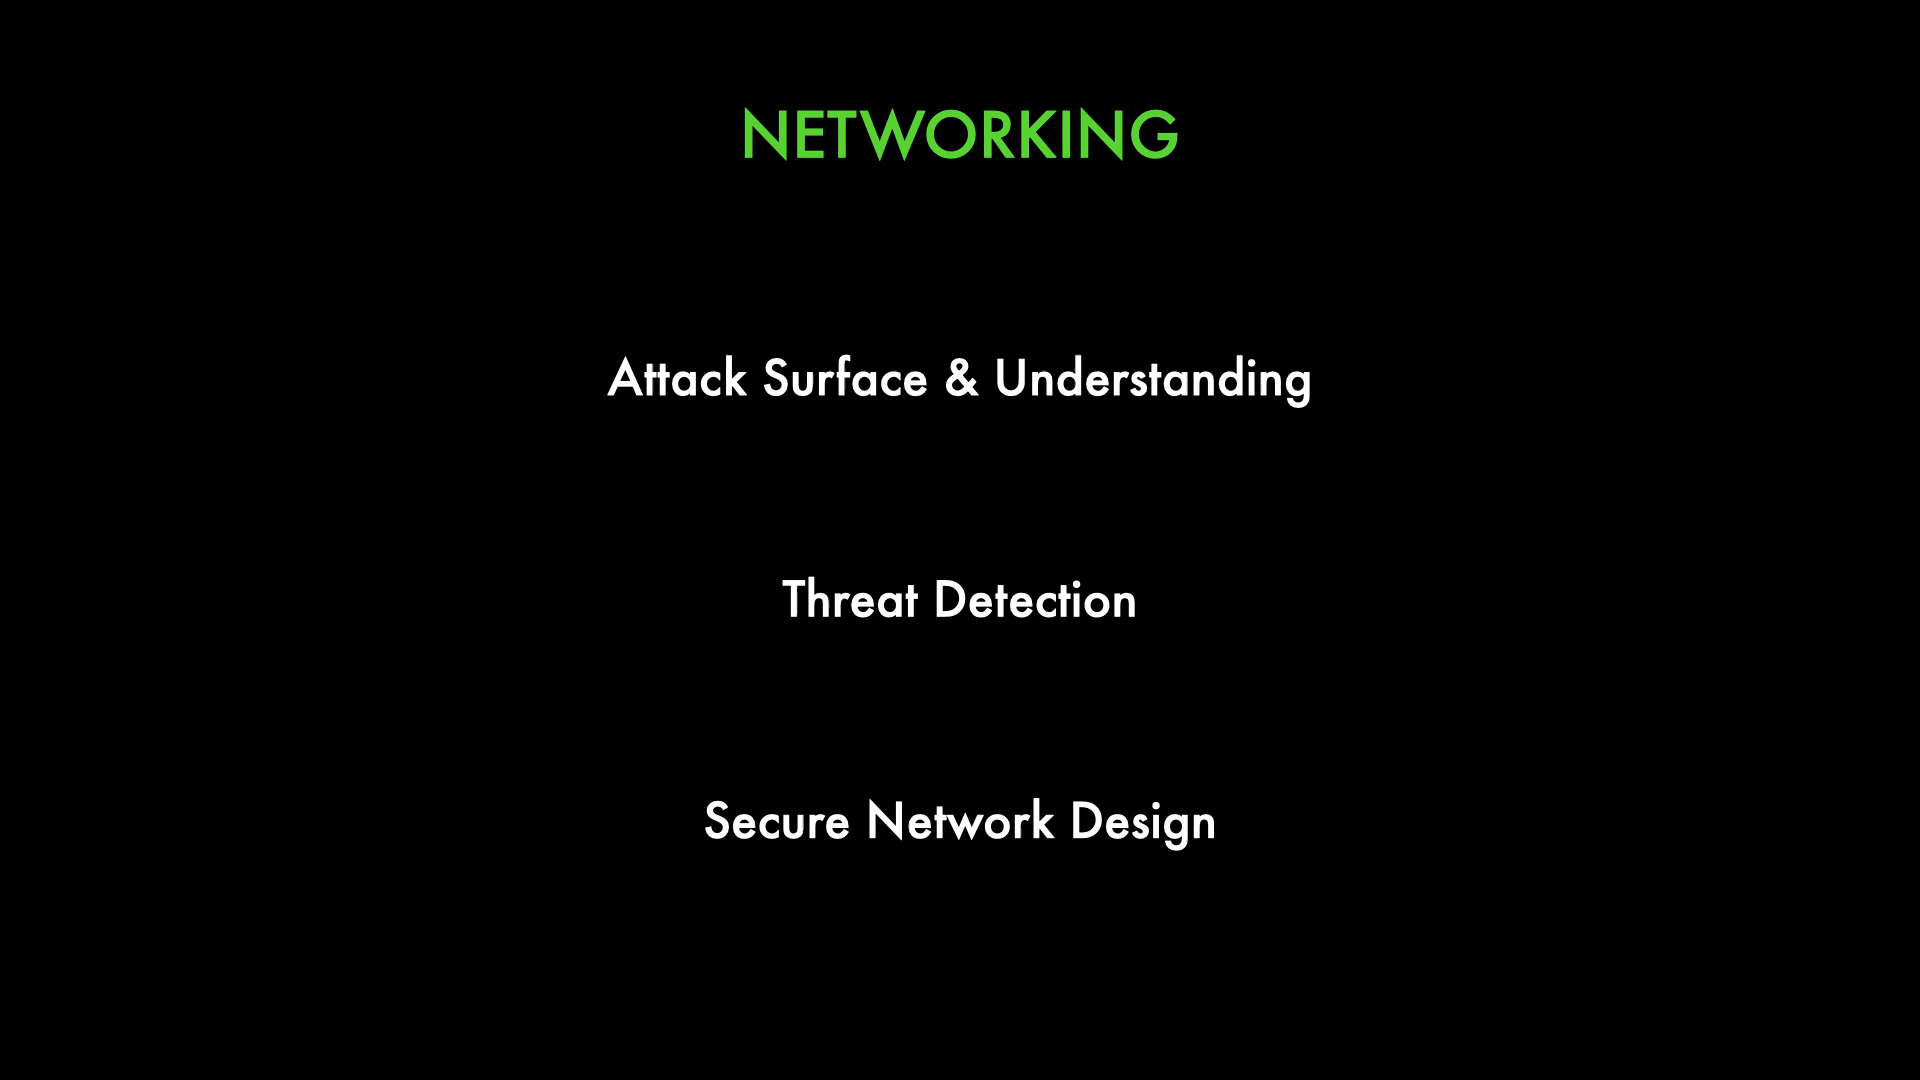 NETWORKING
Attack Surface & Understanding
Threat Detection
Secure Network Design